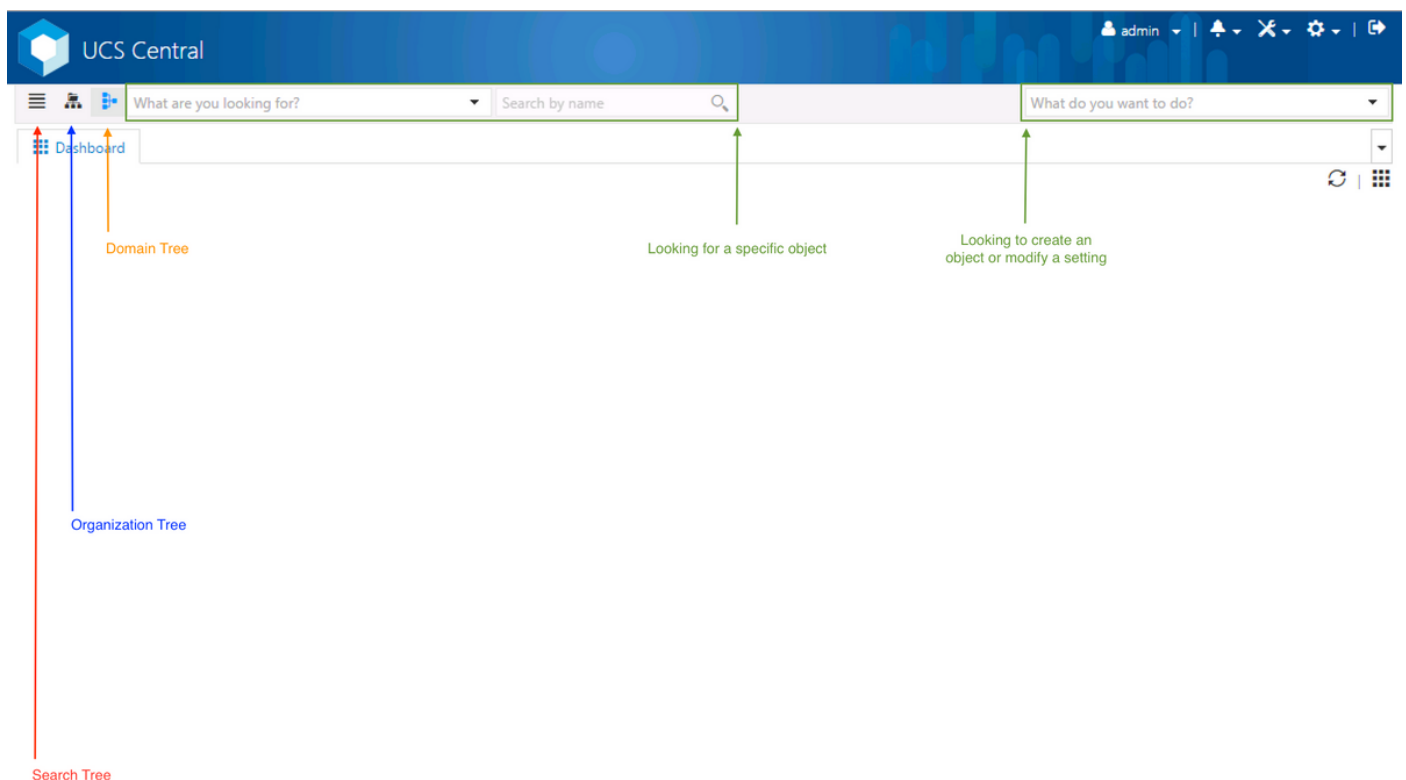 UCS Central
admin
What are you looking for?
Search by name
What do you want to do?
Dashboard
Domain Tree
Looking for a specific object
Looking to create an
object or modify a setting
Organization Tree
Search Tree